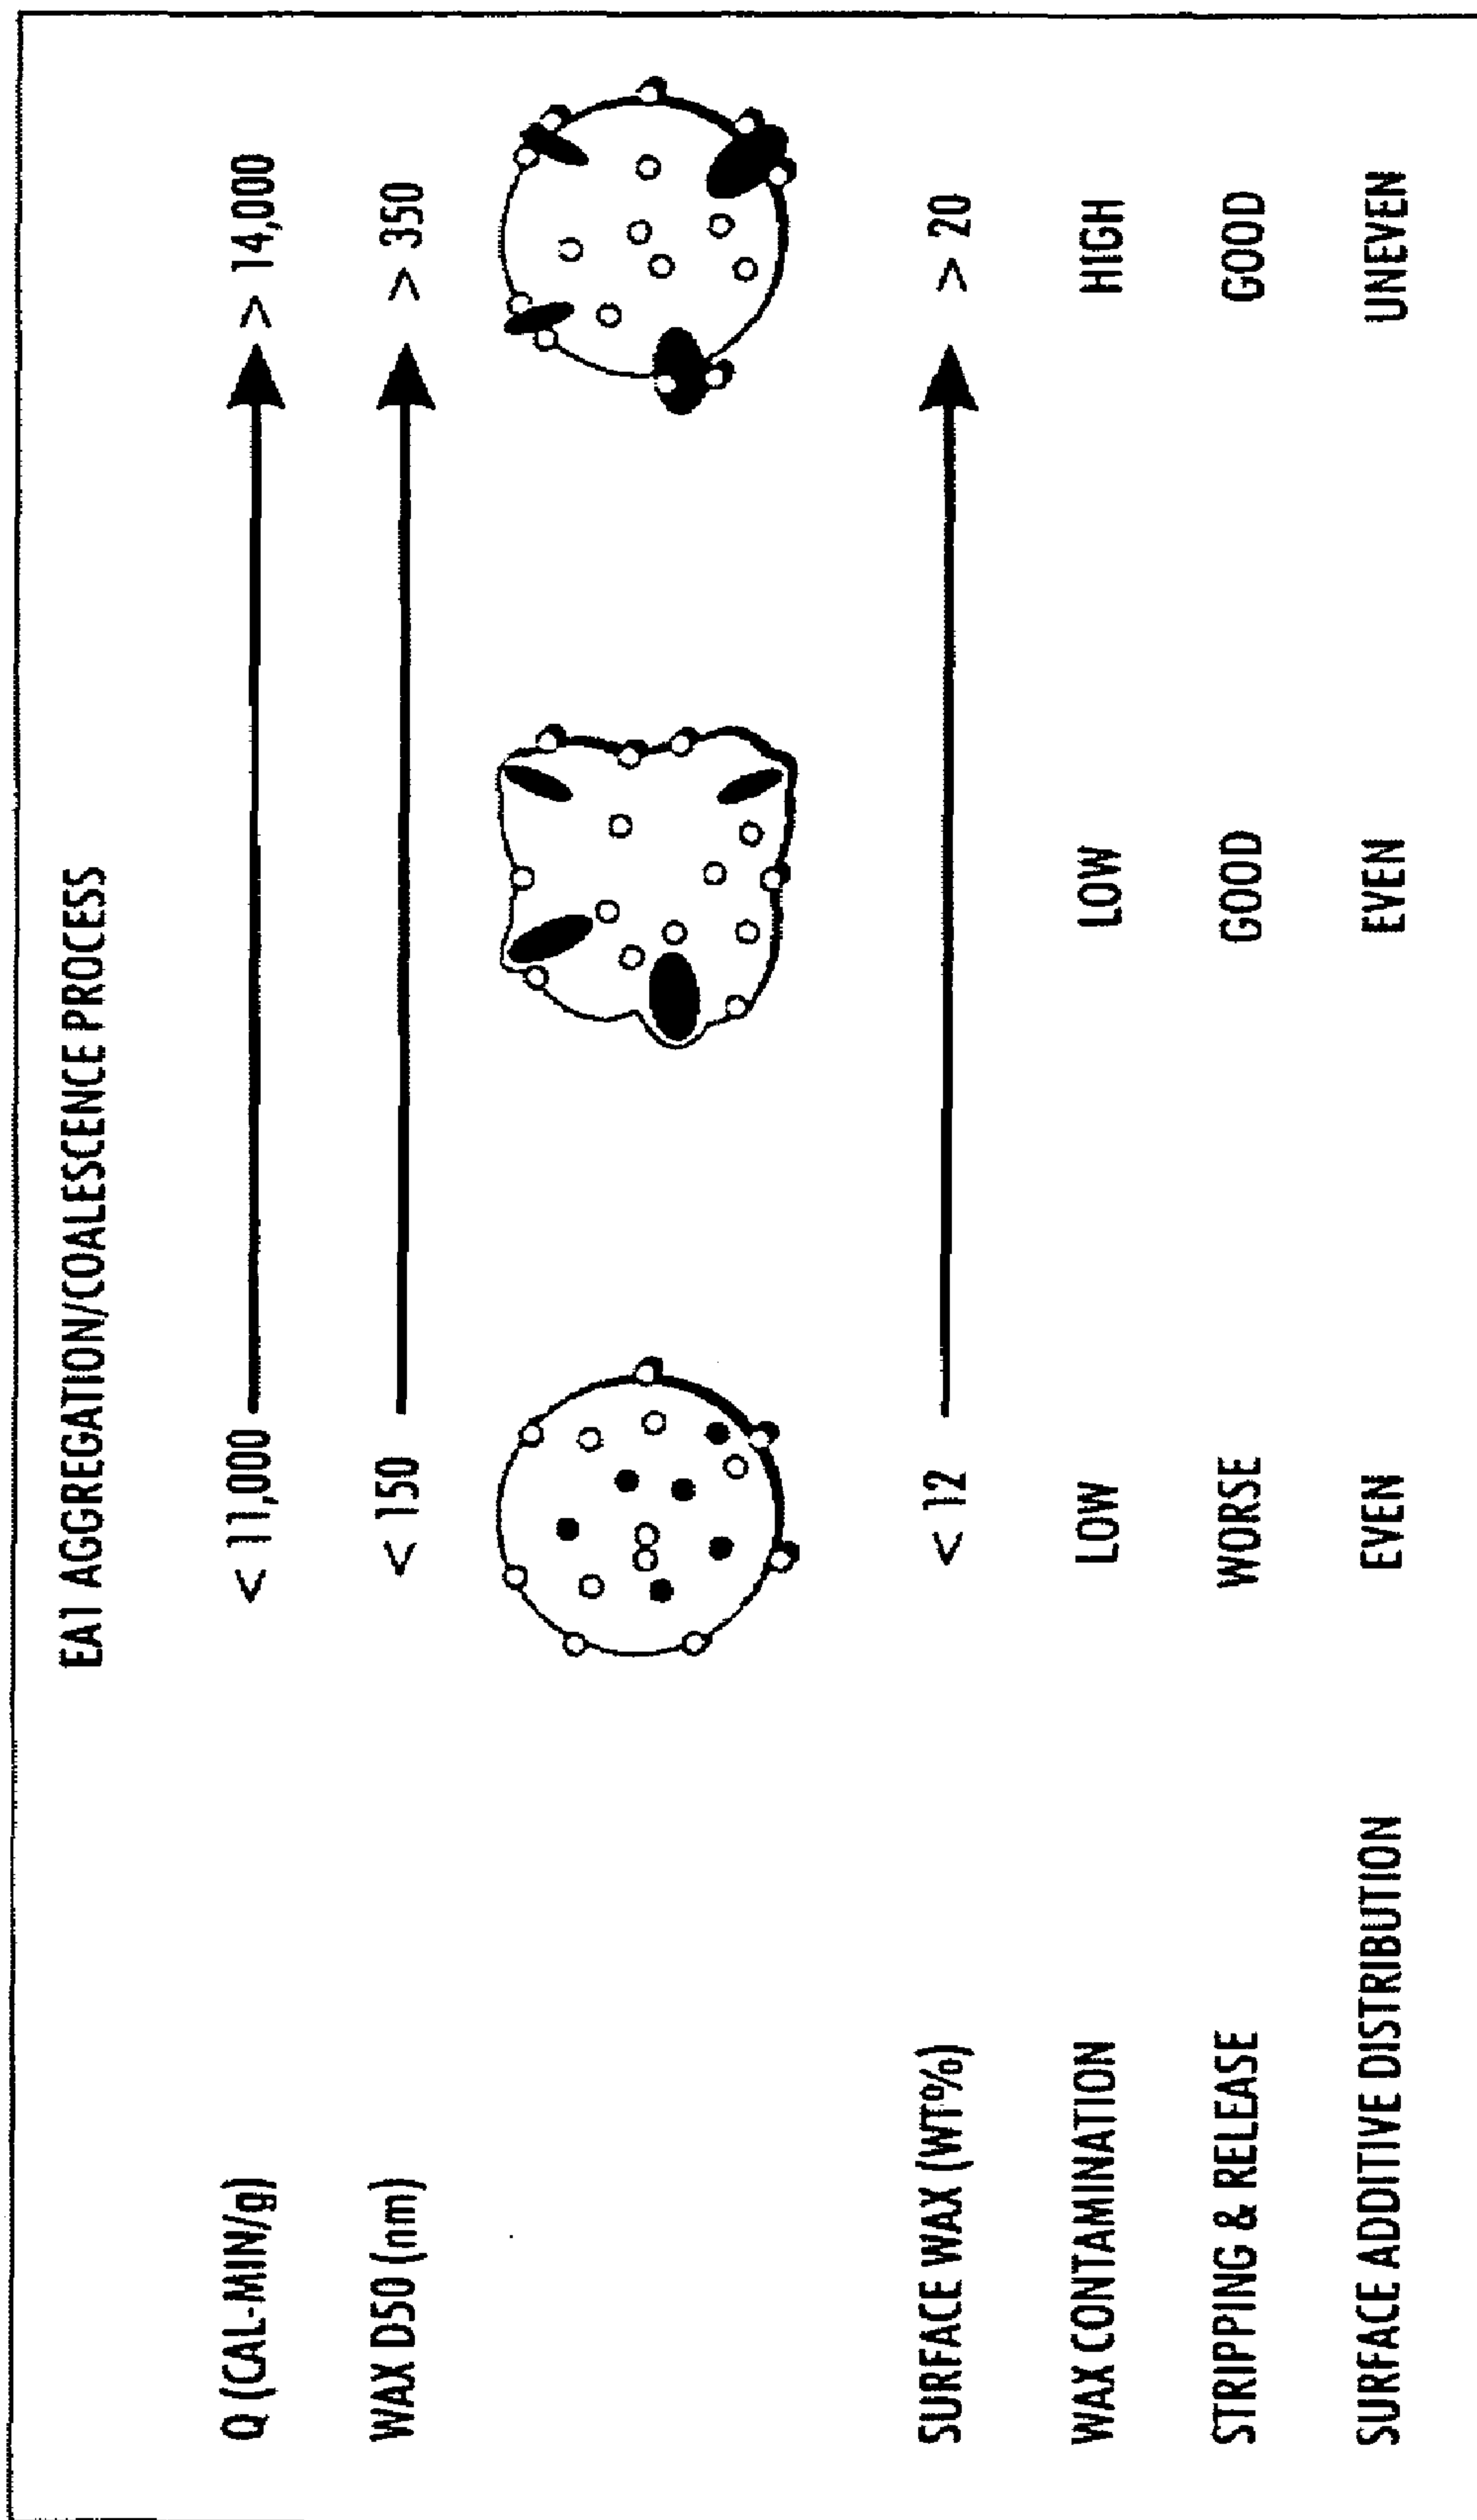 EA1 AGGREGATION/COALESCENCE PROCESS
Q (CAL-MIN/g) < 11,000 > 14,000
WAX D50 (nm) < 150 > 350
SURFACE WAX (WT%) < 12 > 20
WAX CONTAMINATION LOW LOW HIGH
STRIPPING & RELEASE WORSE GOOD GOOD
SURFACE ADDITIVE DISTRIBUTION EVEN EVEN UNEVEN